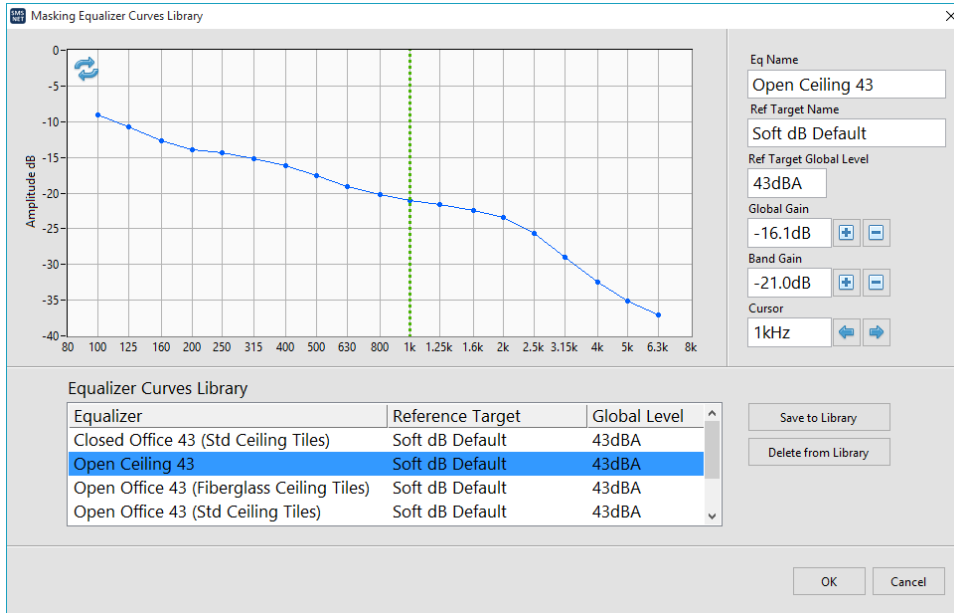 SMS
NET
Masking Equalizer Curves Library
0
-5
-10
-15
-20
-25
-30
-35
-40
Amplitude dB
80 100 125 160 200 250 315 400 500 630 800 1k 1.25k 1.6k 2k 2.5k 3.15k 4k 5k 6.3k 8k
Eq Name
Open Ceiling 43
Ref Target Name
Soft dB Default
Ref Target Global Level
43dBA
Global Gain
-16.1dB
Band Gain
-21.0dB
Cursor
1kHz
Equalizer Curves Library
Equalizer Reference Target Global Level
Closed Office 43 (Std Ceiling Tiles) Soft dB Default 43dBA
Open Ceiling 43 Soft dB Default 43dBA
Open Office 43 (Fiberglass Ceiling Tiles) Soft dB Default 43dBA
Open Office 43 (Std Ceiling Tiles) Soft dB Default 43dBA
Save to Library
Delete from Library
OK Cancel